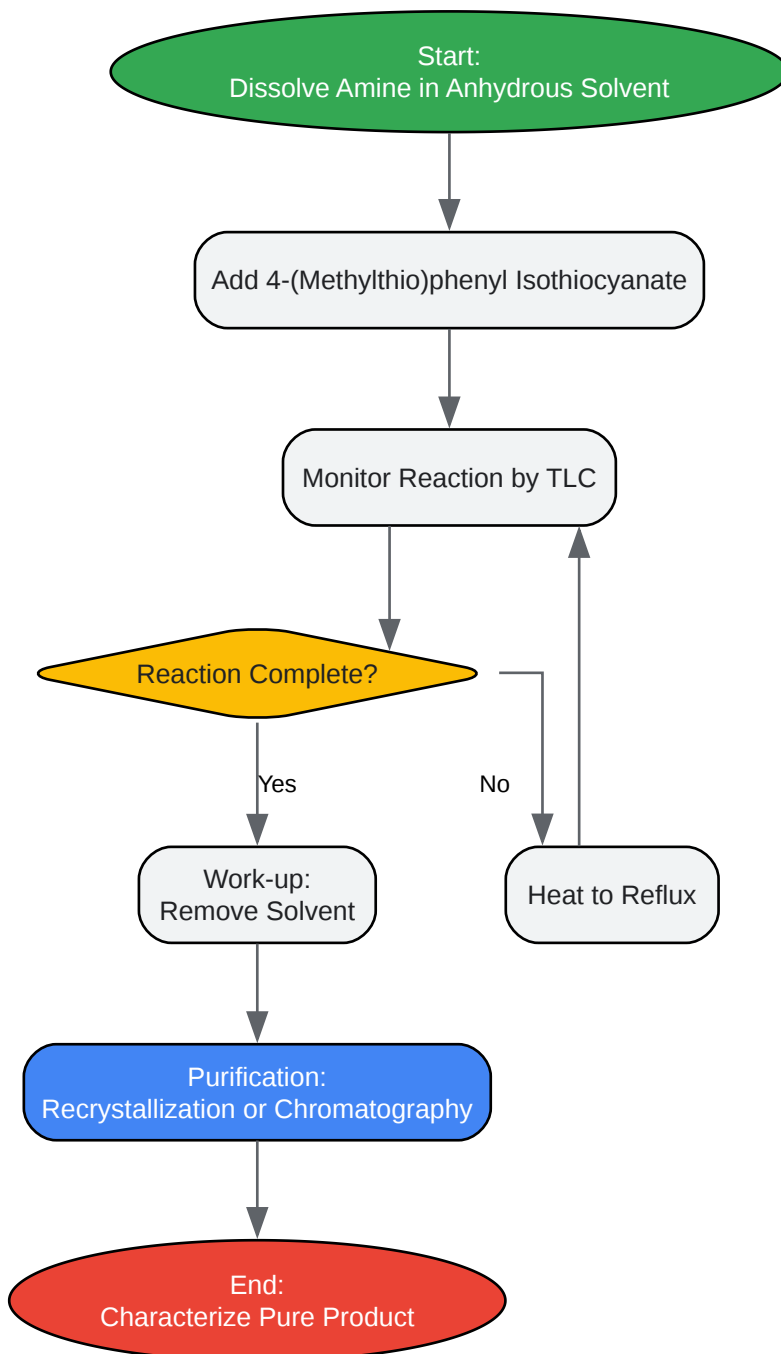 Start:
Dissolve Amine in Anhydrous Solvent
Add 4-(Methylthio)phenyl Isothiocyanate
Monitor Reaction by TLC
Reaction Complete?
Yes
No
Work-up:
Remove Solvent
Heat to Reflux
Purification:
Recrystallization or Chromatography
End:
Characterize Pure Product